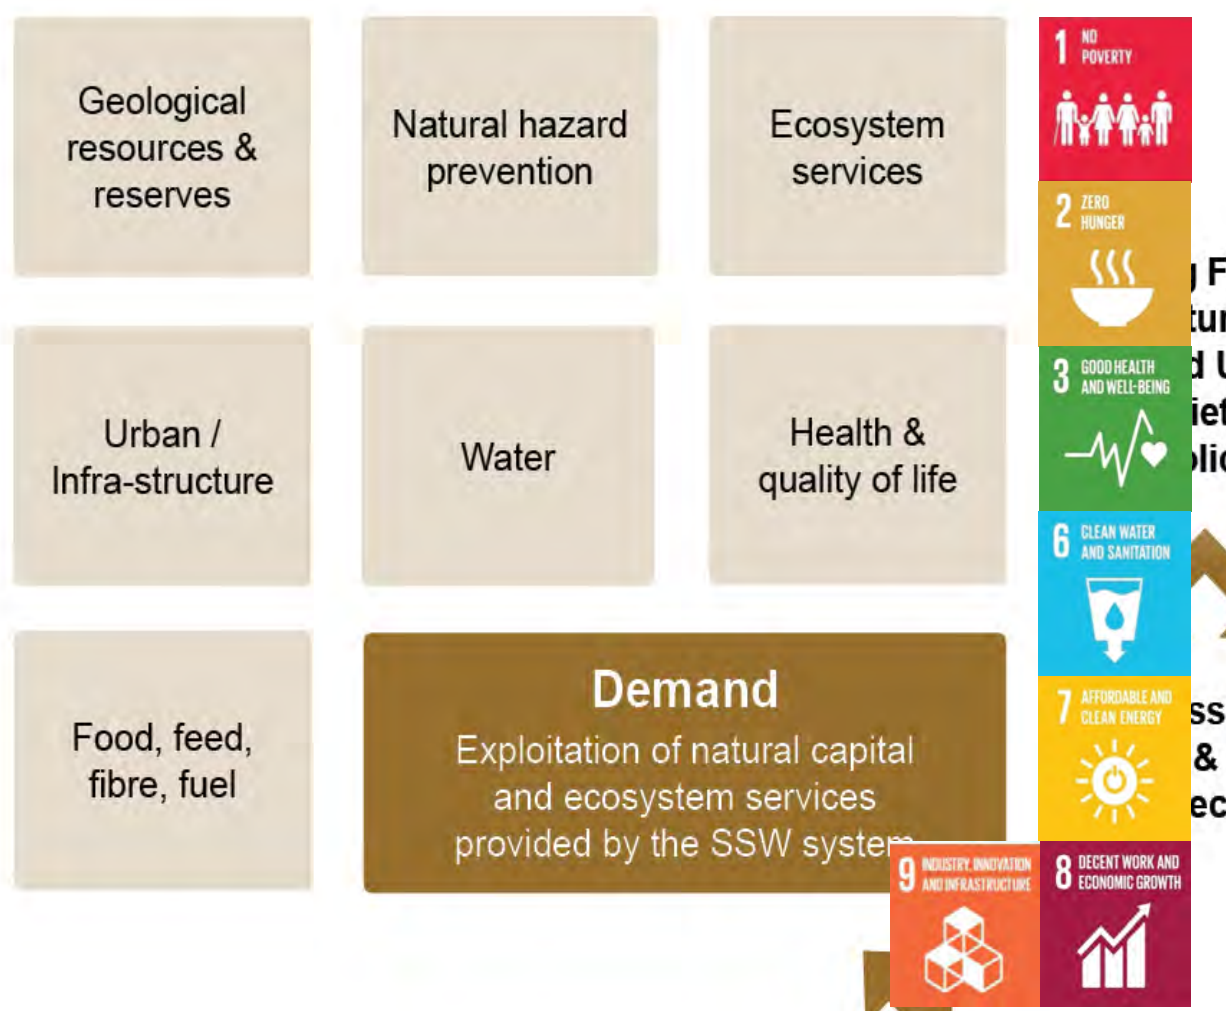 Geological
resources &
reserves
Natural hazard
prevention
Ecosystem
services
Urban /
Infra-structure
Water
Health &
quality of life
Food, feed,
fibre, fuel
Demand
Exploitation of natural capital
and ecosystem services
provided by the SSW system
1 NO
POVERTY
2 ZERO
HUNGER
3 GOOD HEALTH
AND WELL-BEING
6 CLEAN WATER
AND SANITATION
7 AFFORDABLE AND
CLEAN ENERGY
9 INDUSTRY, INNOVATION
AND INFRASTRUCTURE
8 DECENT WORK AND
ECONOMIC GROWTH
&